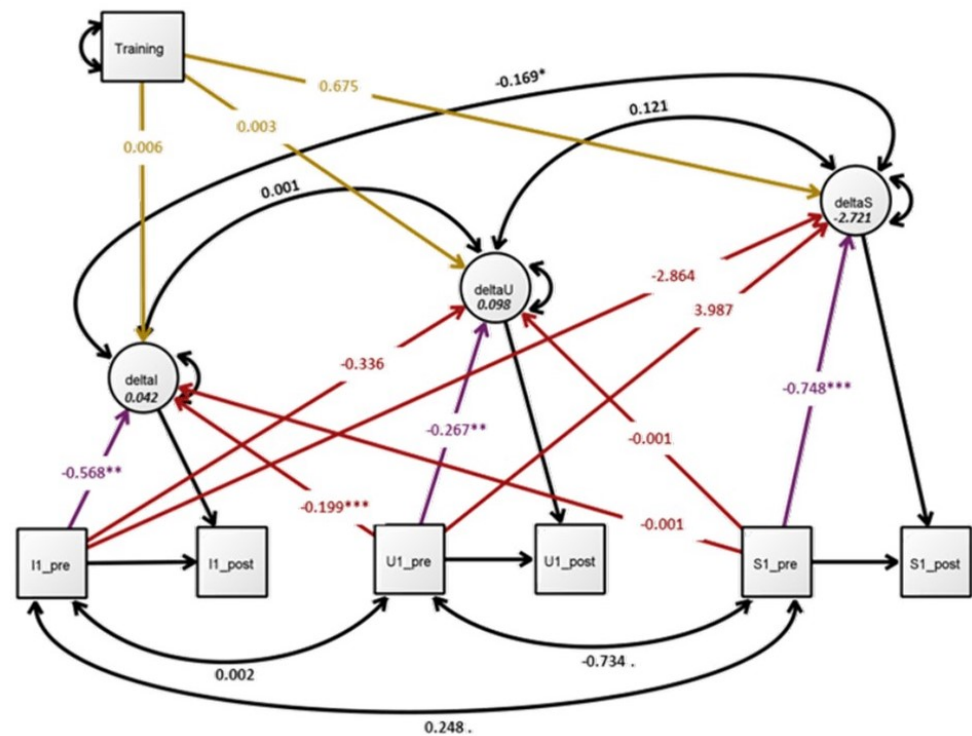 Training
-0.169*
0.675
0.121
0.003
0.006
0.001
deltaS
-2.721
-2.864
deltaU
0.098
3.987
-0.336
deltaI
0.042
-0.748***
-0.267**
-0.001
-0.568**
-0.199***
-0.001
I1_pre
I1_post
U1_pre
U1_post
S1_pre
S1_post
0.002
-0.734 .
0.248 .